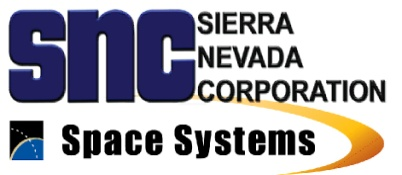 snc SIERRA
NEVADA
CORPORATION
Space Systems